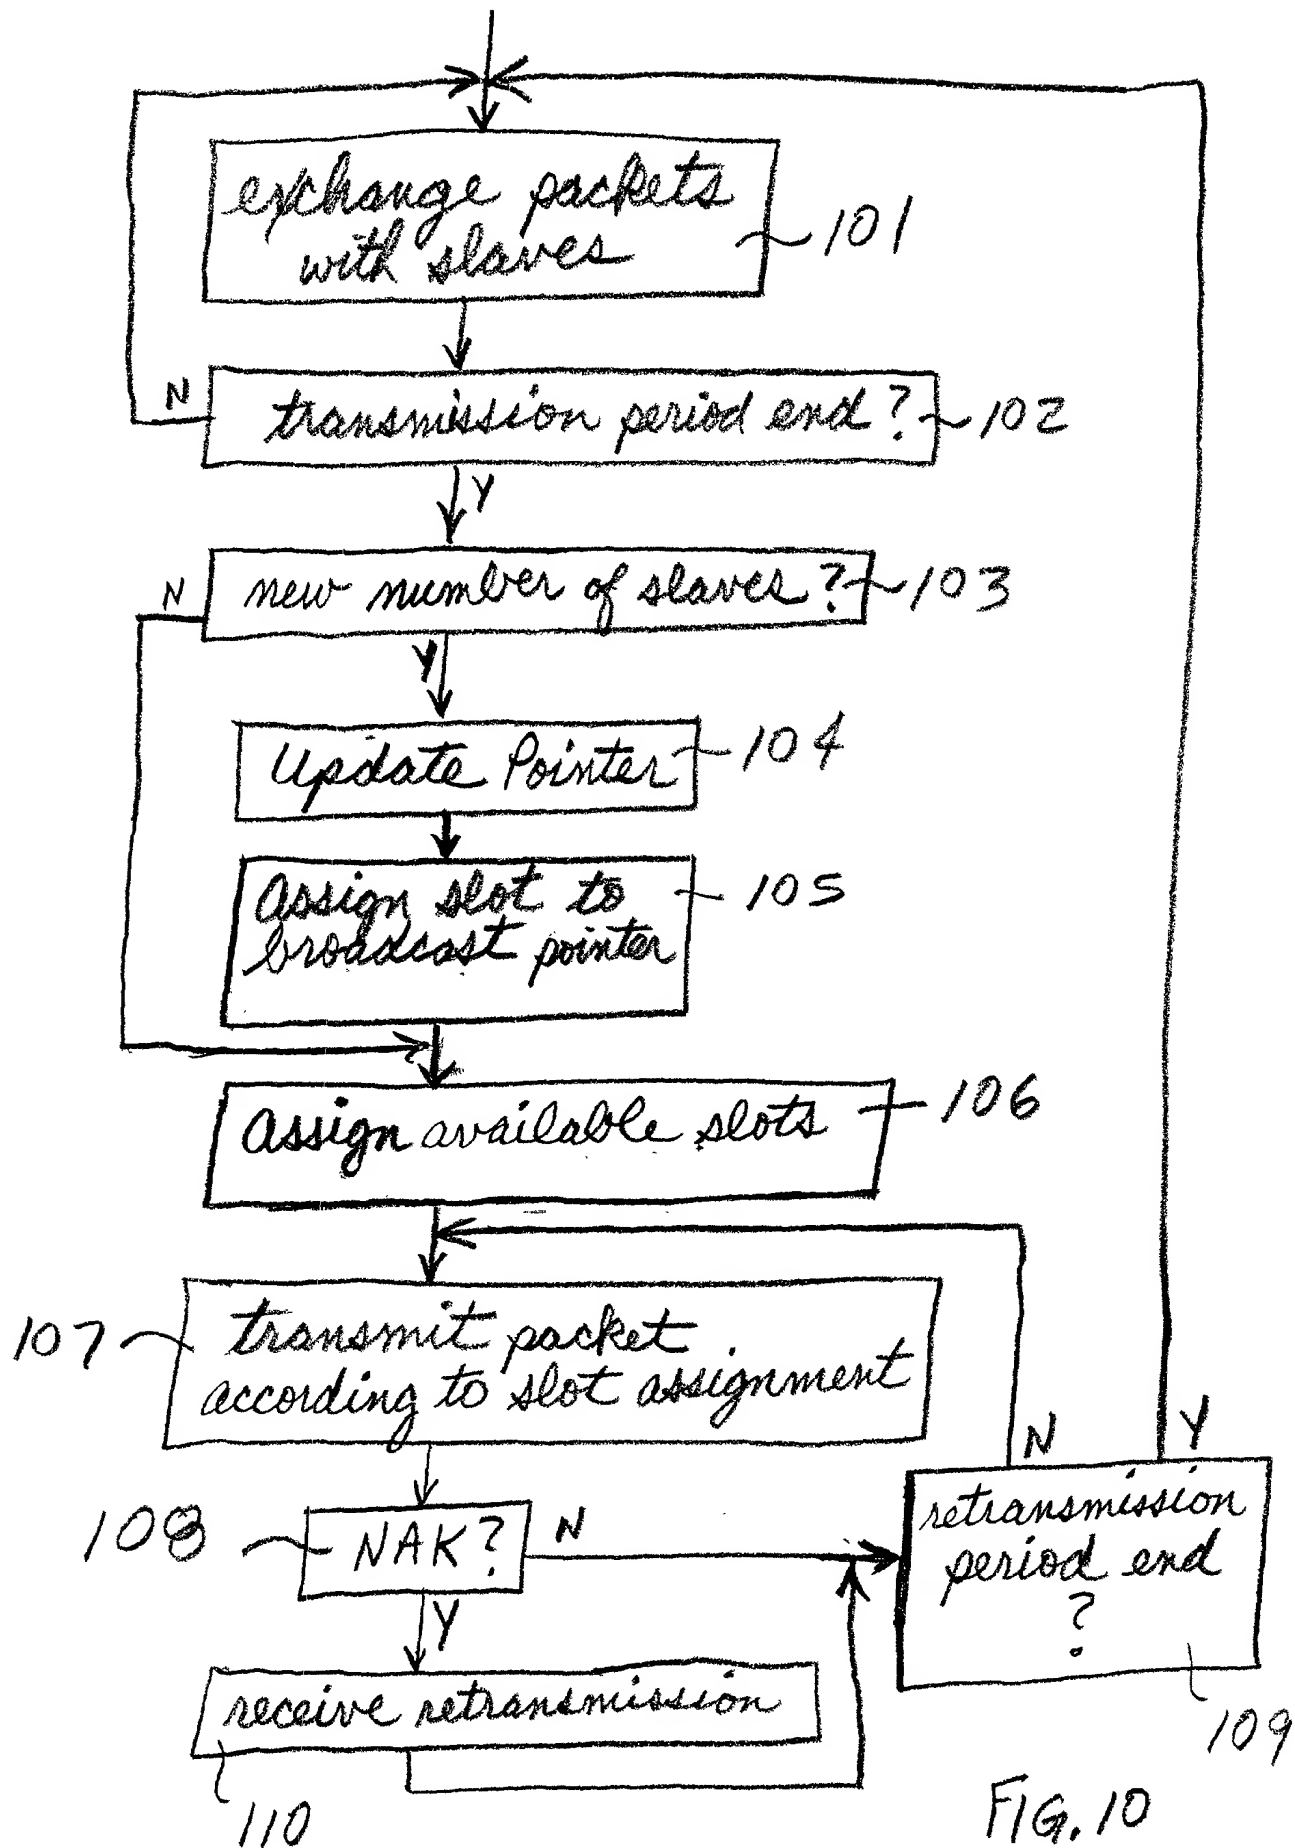 exchange packets
with slaves
101
N
transmission period end?
102
Y
N
new number of slaves?
103
Y
Update Pointer
104
Assign slot to
broadcast pointer
105
Assign available slots
106
107
transmit packet
according to slot assignment
N
Y
108
NAK?
N
retransmission
period end
?
Y
receive retransmission
109
110
FIG. 10